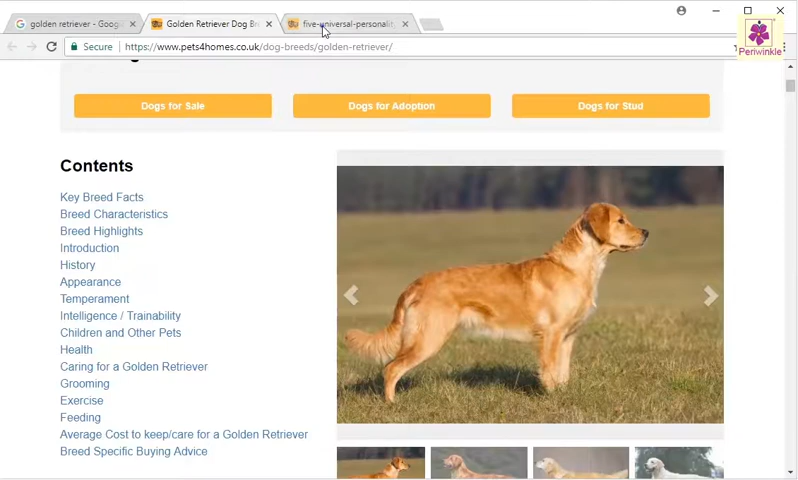 golden retriever - Goog
Golden Retriever Dog Br
five-universal-personality
Secure
https://www.pets4homes.co.uk/dog-breeds/golden-retriever/
Periwinkle
Dogs for Sale
Dogs for Adoption
Dogs for Stud
Contents
Key Breed Facts
Breed Characteristics
Breed Highlights
Introduction
History
Appearance
Temperament
Intelligence / Trainability
Children and Other Pets
Health
Caring for a Golden Retriever
Grooming
Exercise
Feeding
Average Cost to keep/care for a Golden Retriever
Breed Specific Buying Advice